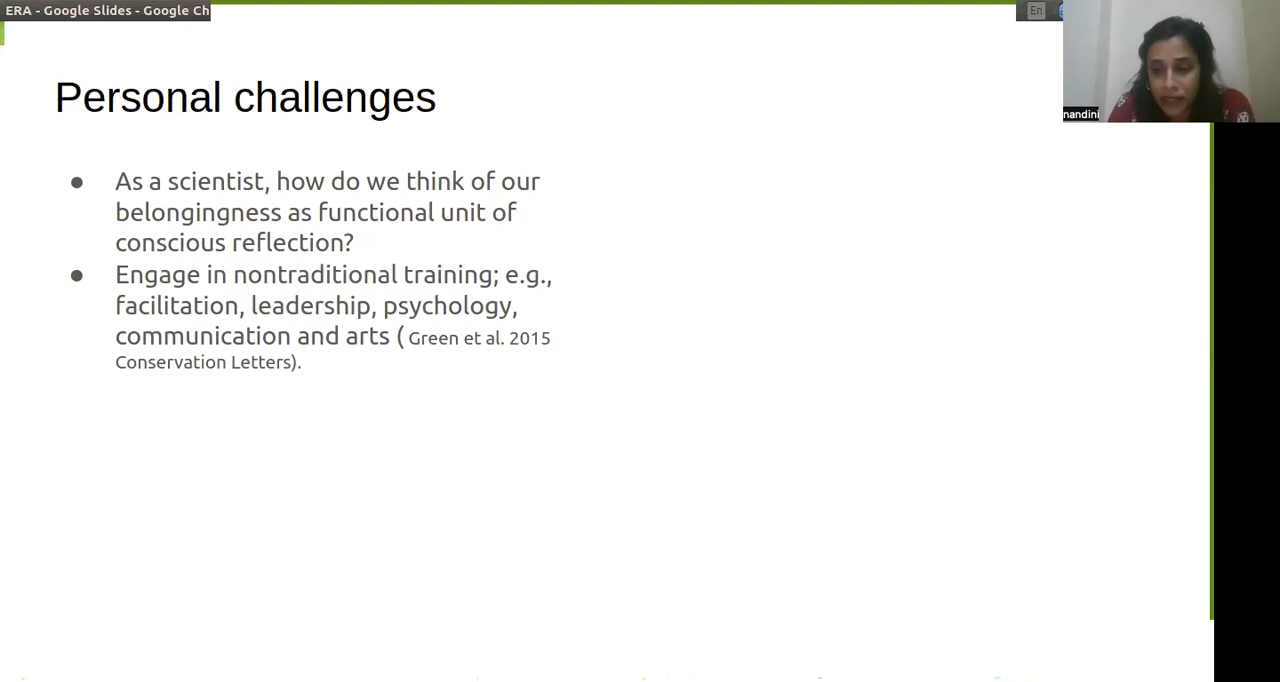 ERA - Google Slides - Google Ch
En
nandini
Personal challenges
● As a scientist, how do we think of our
belongingness as functional unit of
conscious reflection?
● Engage in nontraditional training; e.g.,
facilitation, leadership, psychology,
communication and arts ( Green et al. 2015
Conservation Letters).